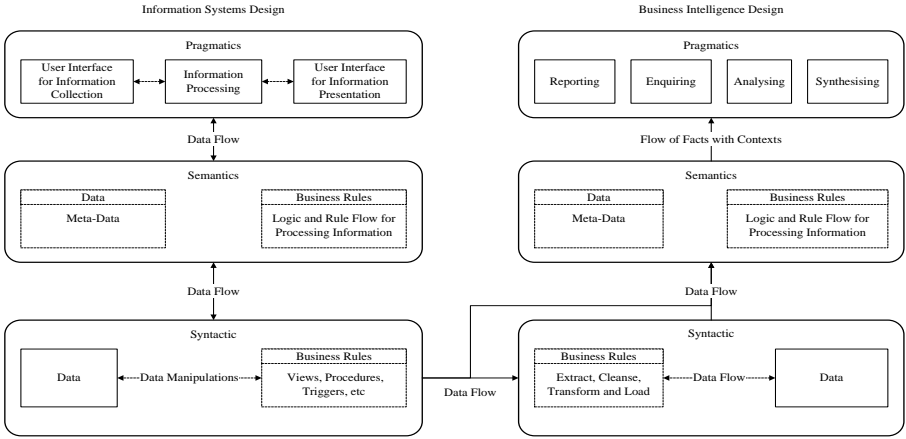 Information Systems Design
Pragmatics
User Interface
for Information
Collection
Information
Processing
User Interface
for Information
Presentation
Data Flow
Semantics
Data
Meta-Data
Business Rules
Logic and Rule Flow for
Processing Information
Data Flow
Syntactic
Data
Data Manipulations
Business Rules
Views, Procedures,
Triggers, etc
Data Flow
Business Intelligence Design
Pragmatics
Reporting
Enquiring
Analysing
Synthesising
Flow of Facts with Contexts
Semantics
Data
Meta-Data
Business Rules
Logic and Rule Flow for
Processing Information
Data Flow
Syntactic
Business Rules
Extract, Cleanse,
Transform and Load
Data Flow
Data